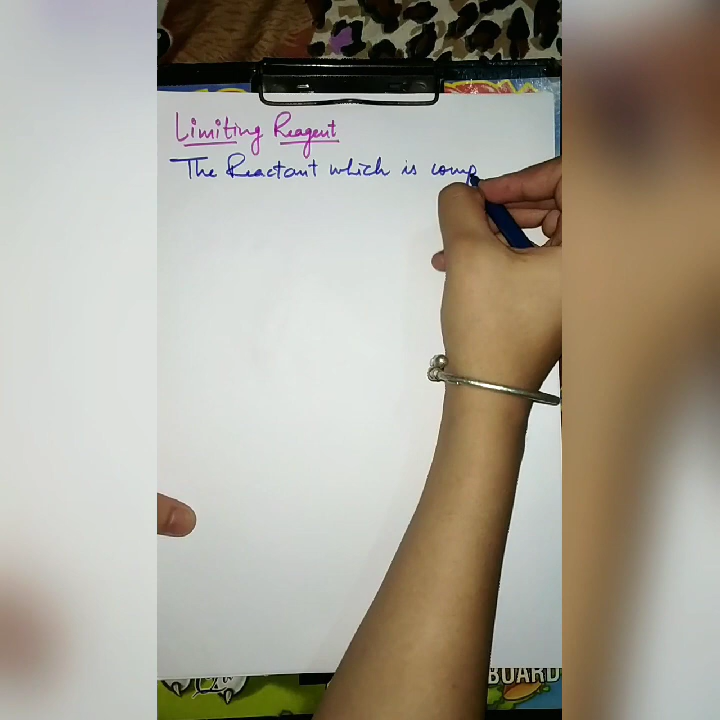 Limiting Reagent
The Reactant which is comp
BOARD